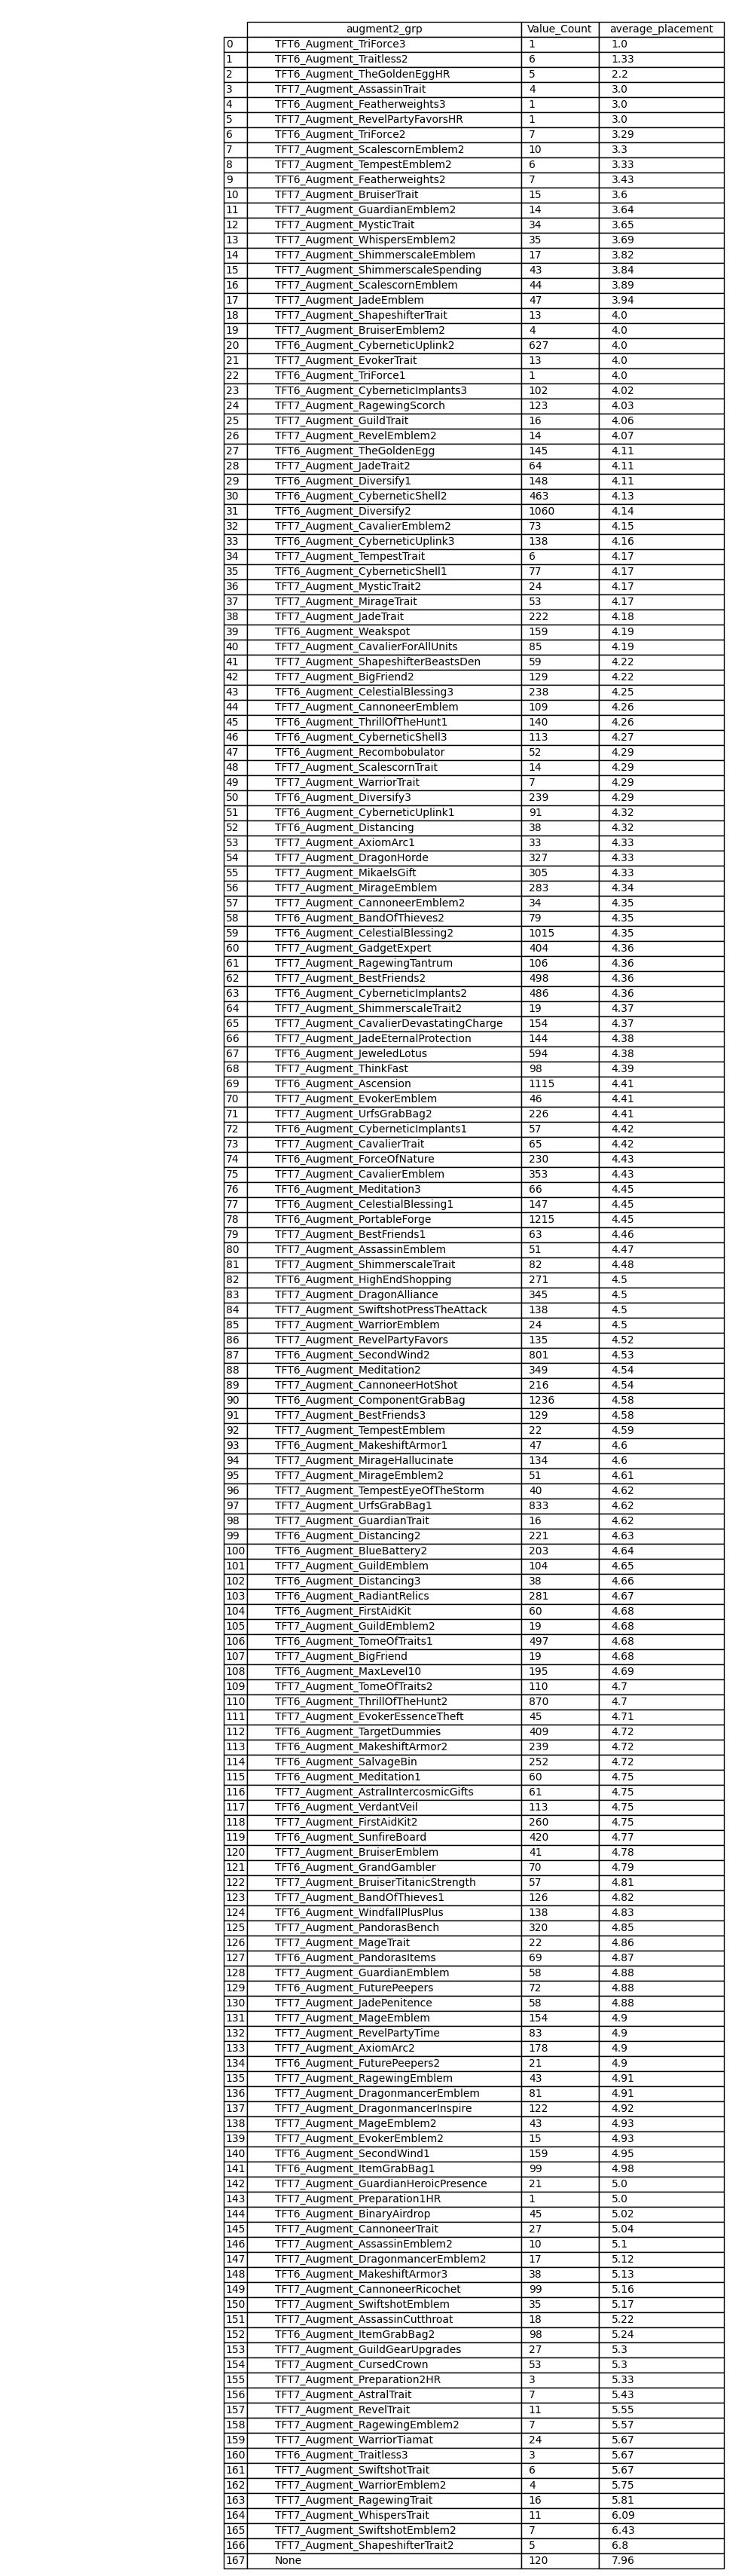 augment2_grp Value_Count average_placement
0 TFT6_Augment_TriForce3 1 1.0
1 TFT6_Augment_Traitless2 6 1.33
2 TFT6_Augment_TheGoldenEggHR 5 2.2
3 TFT7_Augment_AssassinTrait 4 3.0
4 TFT6_Augment_Featherweights3 1 3.0
5 TFT7_Augment_RevelPartyFavorsHR 1 3.0
6 TFT6_Augment_TriForce2 7 3.29
7 TFT7_Augment_ScalescornEmblem2 10 3.3
8 TFT7_Augment_TempestEmblem2 6 3.33
9 TFT6_Augment_Featherweights2 7 3.43
10 TFT7_Augment_BruiserTrait 15 3.6
11 TFT7_Augment_GuardianEmblem2 14 3.64
12 TFT7_Augment_MysticTrait 34 3.65
13 TFT7_Augment_WhispersEmblem2 35 3.69
14 TFT7_Augment_ShimmerscaleEmblem 17 3.82
15 TFT7_Augment_ShimmerscaleSpending 43 3.84
16 TFT7_Augment_ScalescornEmblem 44 3.89
17 TFT7_Augment_JadeEmblem 47 3.94
18 TFT7_Augment_ShapeshifterTrait 13 4.0
19 TFT7_Augment_BruiserEmblem2 4 4.0
20 TFT6_Augment_CyberneticUplink2 627 4.0
21 TFT7_Augment_EvokerTrait 13 4.0
22 TFT6_Augment_TriForce1 1 4.0
23 TFT6_Augment_CyberneticImplants3 102 4.02
24 TFT7_Augment_RagewingScorch 123 4.03
25 TFT7_Augment_GuildTrait 16 4.06
26 TFT7_Augment_RevelEmblem2 14 4.07
27 TFT6_Augment_TheGoldenEgg 145 4.11
28 TFT7_Augment_JadeTrait2 64 4.11
29 TFT6_Augment_Diversify1 148 4.11
30 TFT6_Augment_CyberneticShell2 463 4.13
31 TFT6_Augment_Diversify2 1060 4.14
32 TFT7_Augment_CavalierEmblem2 73 4.15
33 TFT6_Augment_CyberneticUplink3 138 4.16
34 TFT7_Augment_TempestTrait 6 4.17
35 TFT6_Augment_CyberneticShell1 77 4.17
36 TFT7_Augment_MysticTrait2 24 4.17
37 TFT7_Augment_MirageTrait 53 4.17
38 TFT7_Augment_JadeTrait 222 4.18
39 TFT6_Augment_Weakspot 159 4.19
40 TFT7_Augment_CavalierForAllUnits 85 4.19
41 TFT7_Augment_ShapeshifterBeastsDen 59 4.22
42 TFT7_Augment_BigFriend2 129 4.22
43 TFT6_Augment_CelestialBlessing3 238 4.25
44 TFT7_Augment_CannoneerEmblem 109 4.26
45 TFT6_Augment_ThrillOfTheHunt1 140 4.26
46 TFT6_Augment_CyberneticShell3 113 4.27
47 TFT6_Augment_Recombobulator 52 4.29
48 TFT7_Augment_ScalescornTrait 14 4.29
49 TFT7_Augment_WarriorTrait 7 4.29
50 TFT6_Augment_Diversify3 239 4.29
51 TFT6_Augment_CyberneticUplink1 91 4.32
52 TFT6_Augment_Distancing 38 4.32
53 TFT7_Augment_AxiomArc1 33 4.33
54 TFT7_Augment_DragonHorde 327 4.33
55 TFT7_Augment_MikaelsGift 305 4.33
56 TFT7_Augment_MirageEmblem 283 4.34
57 TFT7_Augment_CannoneerEmblem2 34 4.35
58 TFT6_Augment_BandOfThieves2 79 4.35
59 TFT6_Augment_CelestialBlessing2 1015 4.35
60 TFT7_Augment_GadgetExpert 404 4.36
61 TFT7_Augment_RagewingTantrum 106 4.36
62 TFT7_Augment_BestFriends2 498 4.36
63 TFT6_Augment_CyberneticImplants2 486 4.36
64 TFT7_Augment_ShimmerscaleTrait2 19 4.37
65 TFT7_Augment_CavalierDevastatingCharge 154 4.37
66 TFT7_Augment_JadeEternalProtection 144 4.38
67 TFT6_Augment_JeweledLotus 594 4.38
68 TFT7_Augment_ThinkFast 98 4.39
69 TFT6_Augment_Ascension 1115 4.41
70 TFT7_Augment_EvokerEmblem 46 4.41
71 TFT7_Augment_UrfsGrabBag2 226 4.41
72 TFT6_Augment_CyberneticImplants1 57 4.42
73 TFT7_Augment_CavalierTrait 65 4.42
74 TFT6_Augment_ForceOfNature 230 4.43
75 TFT7_Augment_CavalierEmblem 353 4.43
76 TFT6_Augment_Meditation3 66 4.45
77 TFT6_Augment_CelestialBlessing1 147 4.45
78 TFT6_Augment_PortableForge 1215 4.45
79 TFT7_Augment_BestFriends1 63 4.46
80 TFT7_Augment_AssassinEmblem 51 4.47
81 TFT7_Augment_ShimmerscaleTrait 82 4.48
82 TFT6_Augment_HighEndShopping 271 4.5
83 TFT7_Augment_DragonAlliance 345 4.5
84 TFT7_Augment_SwiftshotPressTheAttack 138 4.5
85 TFT7_Augment_WarriorEmblem 24 4.5
86 TFT7_Augment_RevelPartyFavors 135 4.52
87 TFT6_Augment_SecondWind2 801 4.53
88 TFT6_Augment_Meditation2 349 4.54
89 TFT7_Augment_CannoneerHotShot 216 4.54
90 TFT6_Augment_ComponentGrabBag 1236 4.58
91 TFT7_Augment_BestFriends3 129 4.58
92 TFT7_Augment_TempestEmblem 22 4.59
93 TFT6_Augment_MakeshiftArmor1 47 4.6
94 TFT7_Augment_MirageHallucinate 134 4.6
95 TFT7_Augment_MirageEmblem2 51 4.61
96 TFT7_Augment_TempestEyeOfTheStorm 40 4.62
97 TFT7_Augment_UrfsGrabBag1 833 4.62
98 TFT7_Augment_GuardianTrait 16 4.62
99 TFT6_Augment_Distancing2 221 4.63
100 TFT6_Augment_BlueBattery2 203 4.64
101 TFT7_Augment_GuildEmblem 104 4.65
102 TFT6_Augment_Distancing3 38 4.66
103 TFT6_Augment_RadiantRelics 281 4.67
104 TFT6_Augment_FirstAidKit 60 4.68
105 TFT7_Augment_GuildEmblem2 19 4.68
106 TFT6_Augment_TomeOfTraits1 497 4.68
107 TFT7_Augment_BigFriend 19 4.68
108 TFT6_Augment_MaxLevel10 195 4.69
109 TFT7_Augment_TomeOfTraits2 110 4.7
110 TFT6_Augment_ThrillOfTheHunt2 870 4.7
111 TFT7_Augment_EvokerEssenceTheft 45 4.71
112 TFT6_Augment_TargetDummies 409 4.72
113 TFT6_Augment_MakeshiftArmor2 239 4.72
114 TFT6_Augment_SalvageBin 252 4.72
115 TFT6_Augment_Meditation1 60 4.75
116 TFT7_Augment_AstralIntercosmicGifts 61 4.75
117 TFT6_Augment_VerdantVeil 113 4.75
118 TFT7_Augment_FirstAidKit2 260 4.75
119 TFT6_Augment_SunfireBoard 420 4.77
120 TFT7_Augment_BruiserEmblem 41 4.78
121 TFT6_Augment_GrandGambler 70 4.79
122 TFT7_Augment_BruiserTitanicStrength 57 4.81
123 TFT7_Augment_BandOfThieves1 126 4.82
124 TFT6_Augment_WindfallPlusPlus 138 4.83
125 TFT7_Augment_PandorasBench 320 4.85
126 TFT7_Augment_MageTrait 22 4.86
127 TFT6_Augment_PandorasItems 69 4.87
128 TFT7_Augment_GuardianEmblem 58 4.88
129 TFT6_Augment_FuturePeepers 72 4.88
130 TFT7_Augment_JadePenitence 58 4.88
131 TFT7_Augment_MageEmblem 154 4.9
132 TFT7_Augment_RevelPartyTime 83 4.9
133 TFT7_Augment_AxiomArc2 178 4.9
134 TFT6_Augment_FuturePeepers2 21 4.9
135 TFT7_Augment_RagewingEmblem 43 4.91
136 TFT7_Augment_DragonmancerEmblem 81 4.91
137 TFT7_Augment_DragonmancerInspire 122 4.92
138 TFT7_Augment_MageEmblem2 43 4.93
139 TFT7_Augment_EvokerEmblem2 15 4.93
140 TFT6_Augment_SecondWind1 159 4.95
141 TFT6_Augment_ItemGrabBag1 99 4.98
142 TFT7_Augment_GuardianHeroicPresence 21 5.0
143 TFT7_Augment_Preparation1HR 1 5.0
144 TFT6_Augment_BinaryAirdrop 45 5.02
145 TFT7_Augment_CannoneerTrait 27 5.04
146 TFT7_Augment_AssassinEmblem2 10 5.1
147 TFT7_Augment_DragonmancerEmblem2 17 5.12
148 TFT6_Augment_MakeshiftArmor3 38 5.13
149 TFT7_Augment_CannoneerRicochet 99 5.16
150 TFT7_Augment_SwiftshotEmblem 35 5.17
151 TFT7_Augment_AssassinCutthroat 18 5.22
152 TFT6_Augment_ItemGrabBag2 98 5.24
153 TFT7_Augment_GuildGearUpgrades 27 5.3
154 TFT7_Augment_CursedCrown 53 5.3
155 TFT7_Augment_Preparation2HR 3 5.33
156 TFT7_Augment_AstralTrait 7 5.43
157 TFT7_Augment_RevelTrait 11 5.55
158 TFT7_Augment_RagewingEmblem2 7 5.57
159 TFT7_Augment_WarriorTiamat 24 5.67
160 TFT6_Augment_Traitless3 3 5.67
161 TFT7_Augment_SwiftshotTrait 6 5.67
162 TFT7_Augment_WarriorEmblem2 4 5.75
163 TFT7_Augment_RagewingTrait 16 5.81
164 TFT7_Augment_WhispersTrait 11 6.09
165 TFT7_Augment_SwiftshotEmblem2 7 6.43
166 TFT7_Augment_ShapeshifterTrait2 5 6.8
167 None 120 7.96